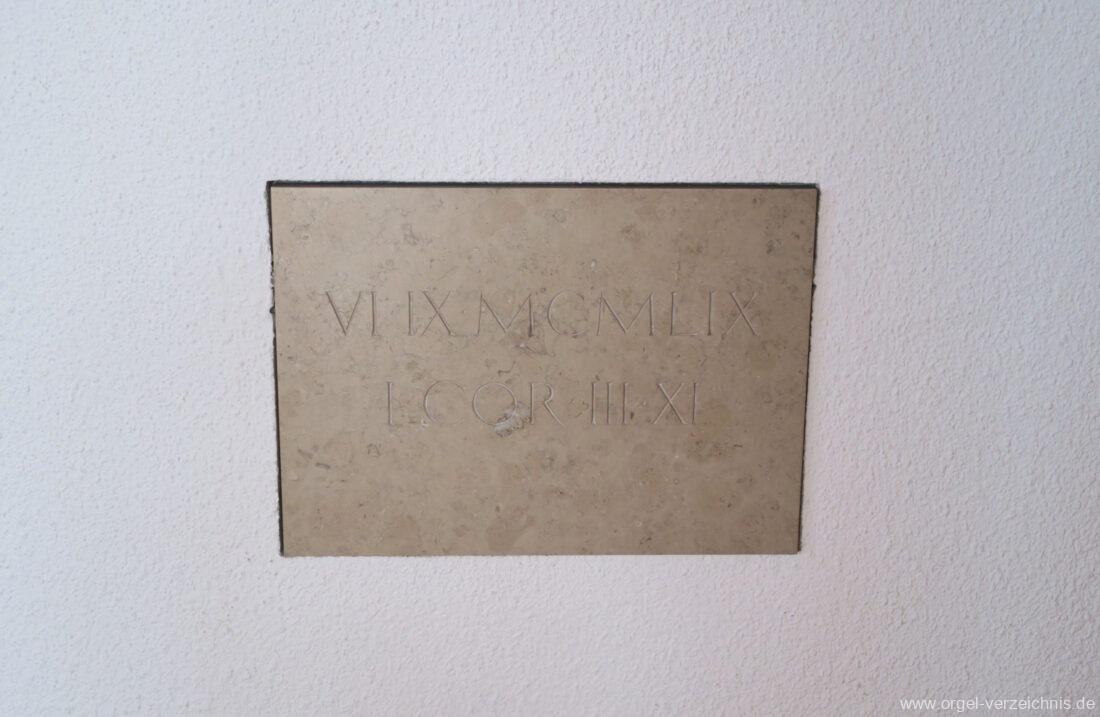 VI IX MCMLIX
I COR III XI
www.orgel-verzeichnis.de